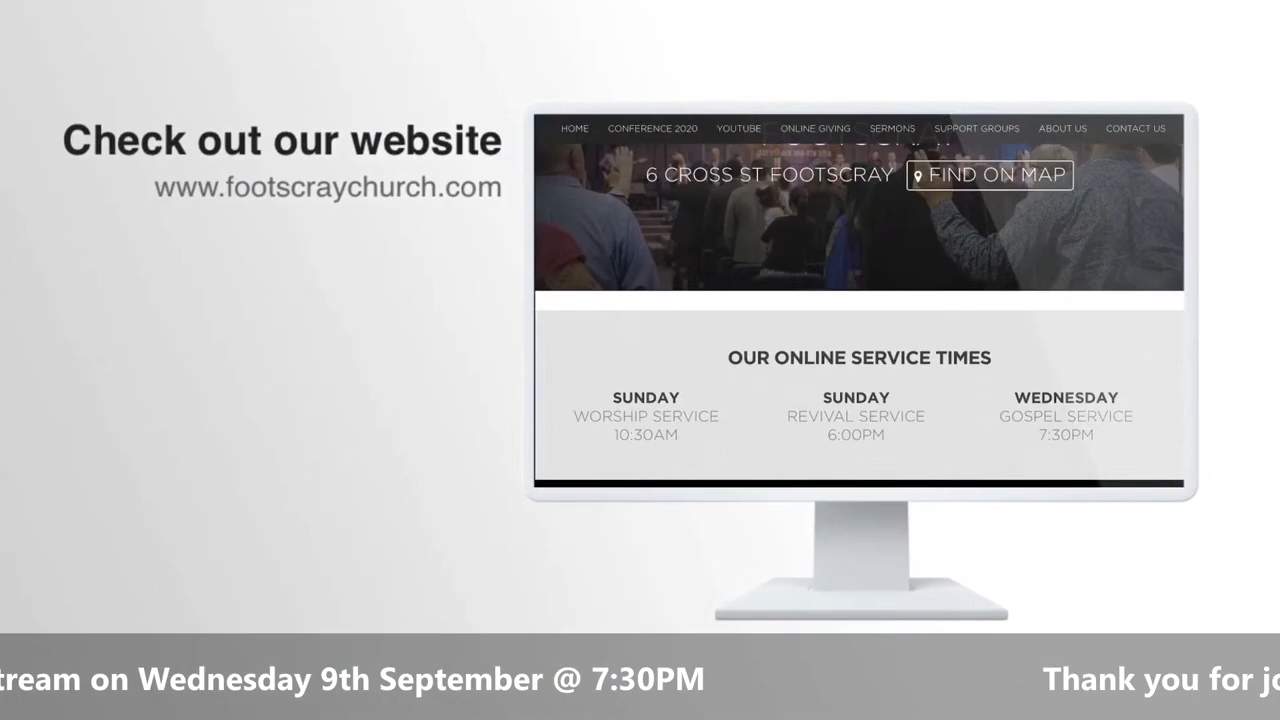 Check out our website
www.footscraychurch.com
HOME CONFERENCE 2020 YOUTUBE ONLINE GIVING SERMONS SUPPORT GROUPS ABOUT US CONTACT US
6 CROSS ST FOOTSCRAY FIND ON MAP
OUR ONLINE SERVICE TIMES
SUNDAY SUNDAY WEDNESDAY
WORSHIP SERVICE REVIVAL SERVICE GOSPEL SERVICE
10:30AM 6:00PM 7:30PM
on Wednesday 9th September @ 7:30PM Thank you for